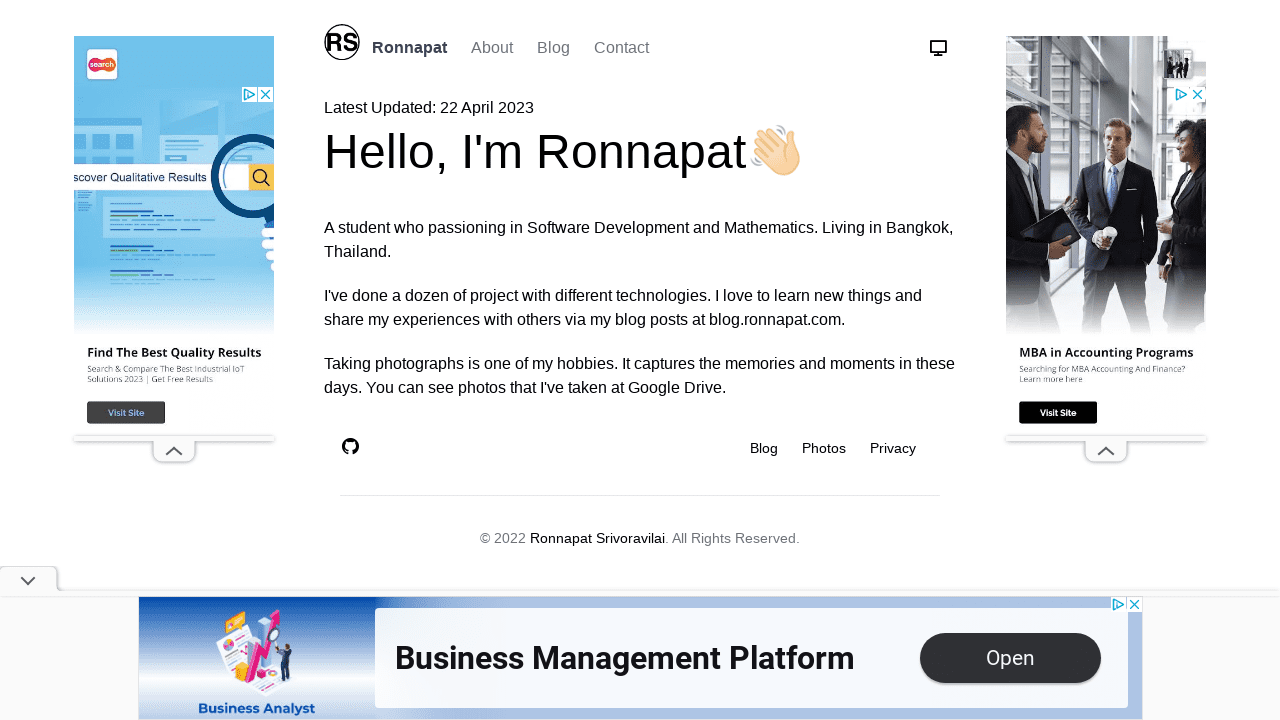 RS Ronnapat About Blog Contact
Latest Updated: 22 April 2023
Hello, I'm Ronnapat👋🏼
A student who passioning in Software Development and Mathematics. Living in Bangkok,
Thailand.
I've done a dozen of project with different technologies. I love to learn new things and
share my experiences with others via my blog posts at blog.ronnapat.com.
Taking photographs is one of my hobbies. It captures the memories and moments in these
days. You can see photos that I've taken at Google Drive.
Blog Photos Privacy
© 2022 Ronnapat Srivoravilai. All Rights Reserved.
search
scover Qualitative Results
Find The Best Quality Results
Search & Compare The Best Industrial IoT
Solutions 2023 | Get Free Results
Visit Site
MBA in Accounting Programs
Searching for MBA Accounting And Finance?
Learn more here
Visit Site
Business Analyst
Business Management Platform
Open